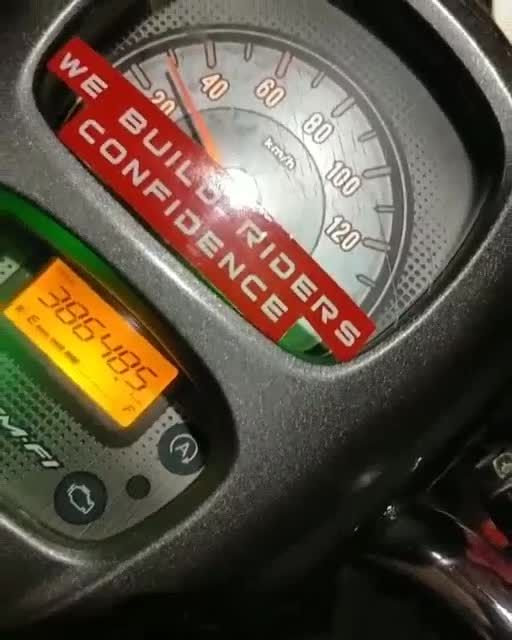 WE BUILD RIDERS
CONFIDENCE
20
40
60
80
100
120
km/h
386485
E
F
M-FI
A